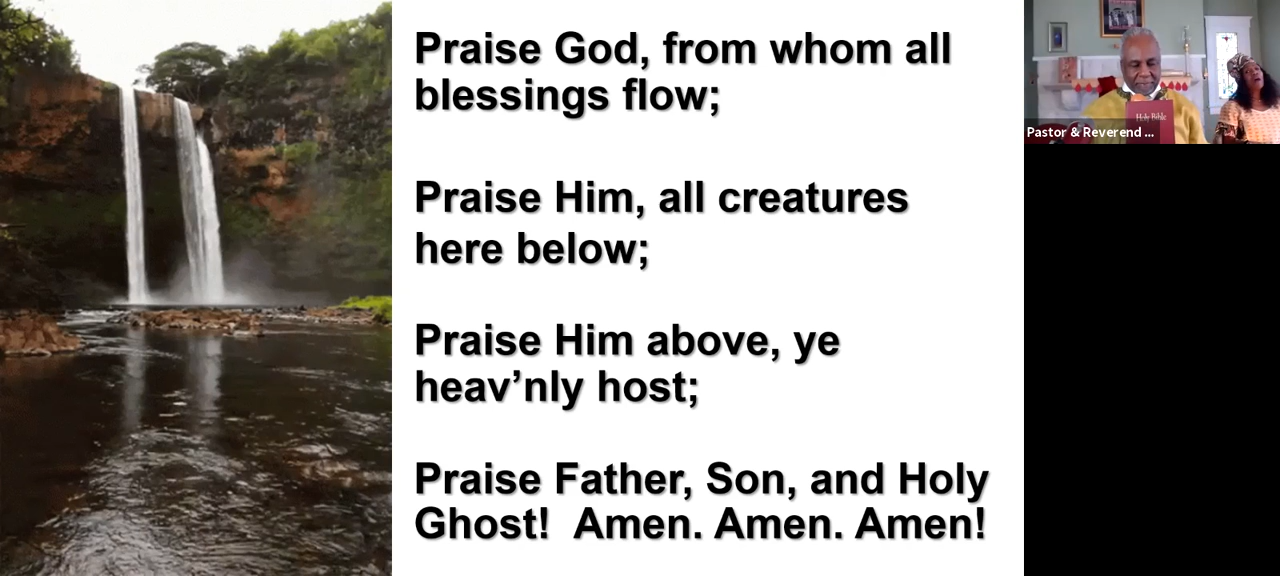 Praise God, from whom all
blessings flow;
Praise Him, all creatures
here below;
Praise Him above, ye
heav’nly host;
Praise Father, Son, and Holy
Ghost!  Amen. Amen. Amen!
Holy Bible
Pastor & Reverend ...